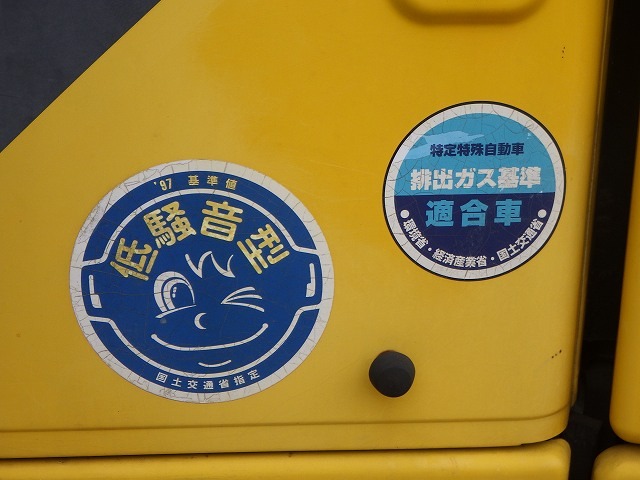 '97 基準値
低騒音型
国土交通省指定
特定特殊自動車
排出ガス基準
適合車
●環境省・経済産業省・国土交通省●